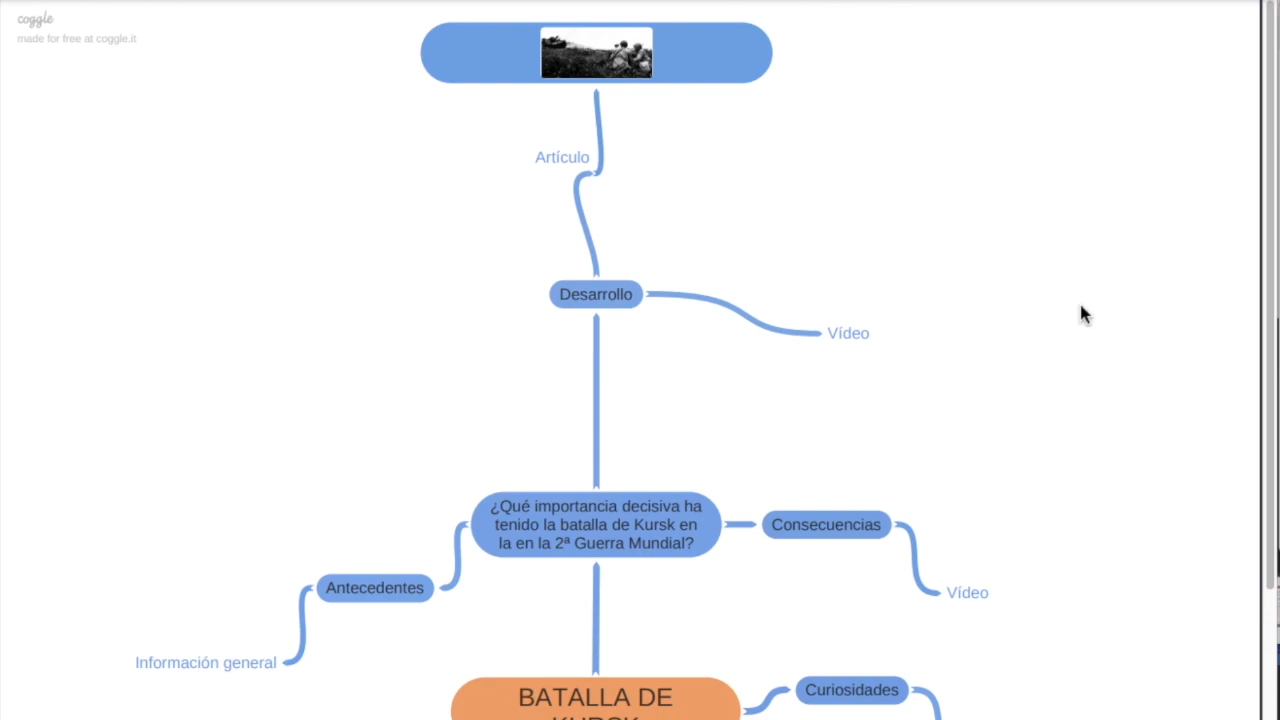 coggle
made for free at coggle.it
Artículo
Desarrollo
Vídeo
¿Qué importancia decisiva ha
tenido la batalla de Kursk en
la en la 2ª Guerra Mundial?
Consecuencias
Antecedentes
Vídeo
Información general
BATALLA DE
KURSK
Curiosidades